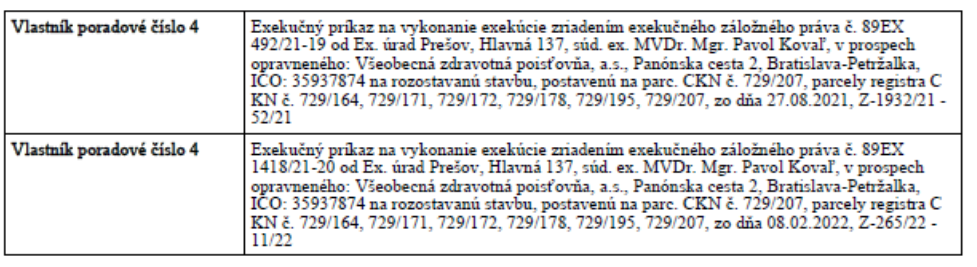 Vlastník poradové číslo 4
Exekučný príkaz na vykonanie exekúcie zriadením exekučného záložného práva č. 89EX
492/21-19 od Ex. úrad Prešov, Hlavná 137, súd. ex. MVDr. Mgr. Pavol Kovaľ, v prospech
opravneného: Všeobecná zdravotná poisťovňa, a.s., Panónska cesta 2, Bratislava-Petržalka,
IČO: 35937874 na rozostavanú stavbu, postavenú na parc. CKN č. 729/207, parcely registra C
KN č. 729/164, 729/171, 729/172, 729/178, 729/195, 729/207, zo dňa 27.08.2021, Z-1932/21 -
52/21
Vlastník poradové číslo 4
Exekučný príkaz na vykonanie exekúcie zriadením exekučného záložného práva č. 89EX
1418/21-20 od Ex. úrad Prešov, Hlavná 137, súd. ex. MVDr. Mgr. Pavol Kovaľ, v prospech
opravneného: Všeobecná zdravotná poisťovňa, a.s., Panónska cesta 2, Bratislava-Petržalka,
IČO: 35937874 na rozostavanú stavbu, postavenú na parc. CKN č. 729/207, parcely registra C
KN č. 729/164, 729/171, 729/172, 729/178, 729/195, 729/207, zo dňa 08.02.2022, Z-265/22 -
11/22